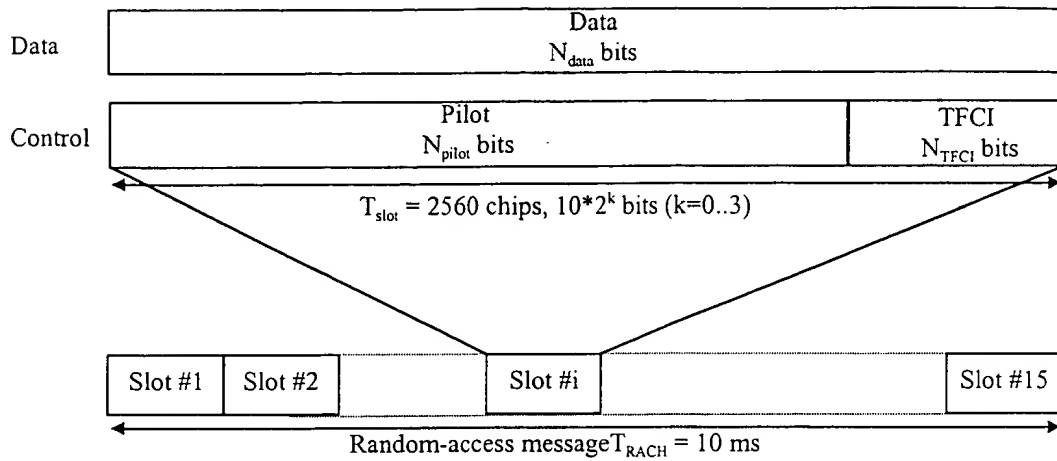 Data
Data
N_data bits
Control
Pilot
N_pilot bits
TFCI
N_TFCI bits
T_slot = 2560 chips, 10*2^k bits (k=0..3)
Slot #1 Slot #2 Slot #i Slot #15
Random-access messageT_RACH = 10 ms